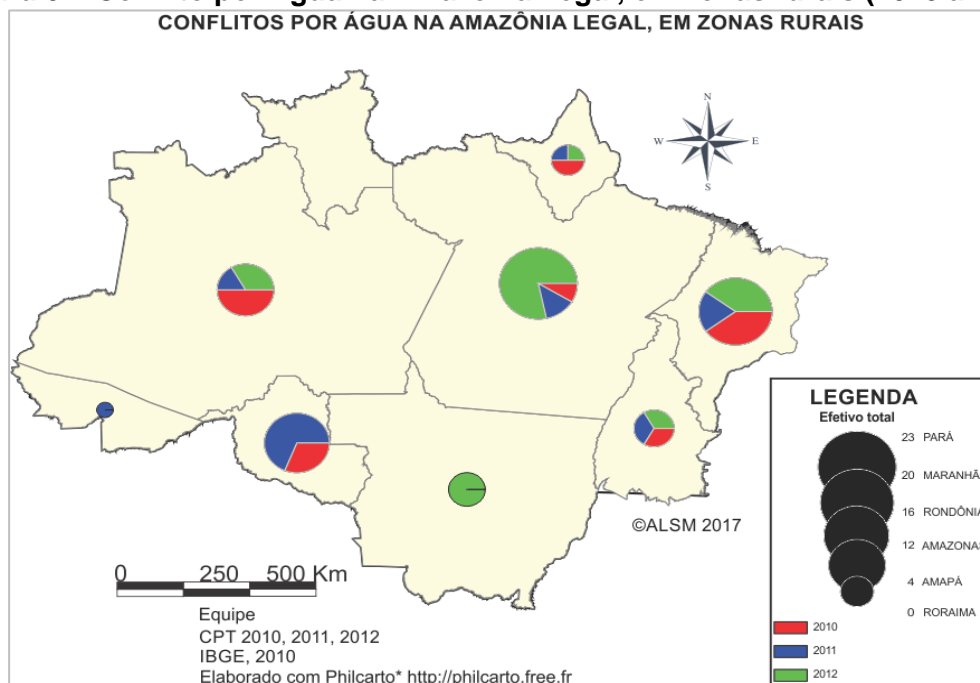 CONFLITOS POR ÁGUA NA AMAZÔNIA LEGAL, EM ZONAS RURAIS
N
W
E
S
©ALSM 2017
LEGENDA
Efetivo total
23 PARÁ
20 MARANHÃ
16 RONDÔNIA
12 AMAZONAS
4 AMAPÁ
0 RORAIMA
2010
2011
2012
0 250 500 Km
Equipe
CPT 2010, 2011, 2012
IBGE, 2010
Elaborado com Philcarto* http://philcarto.free.fr